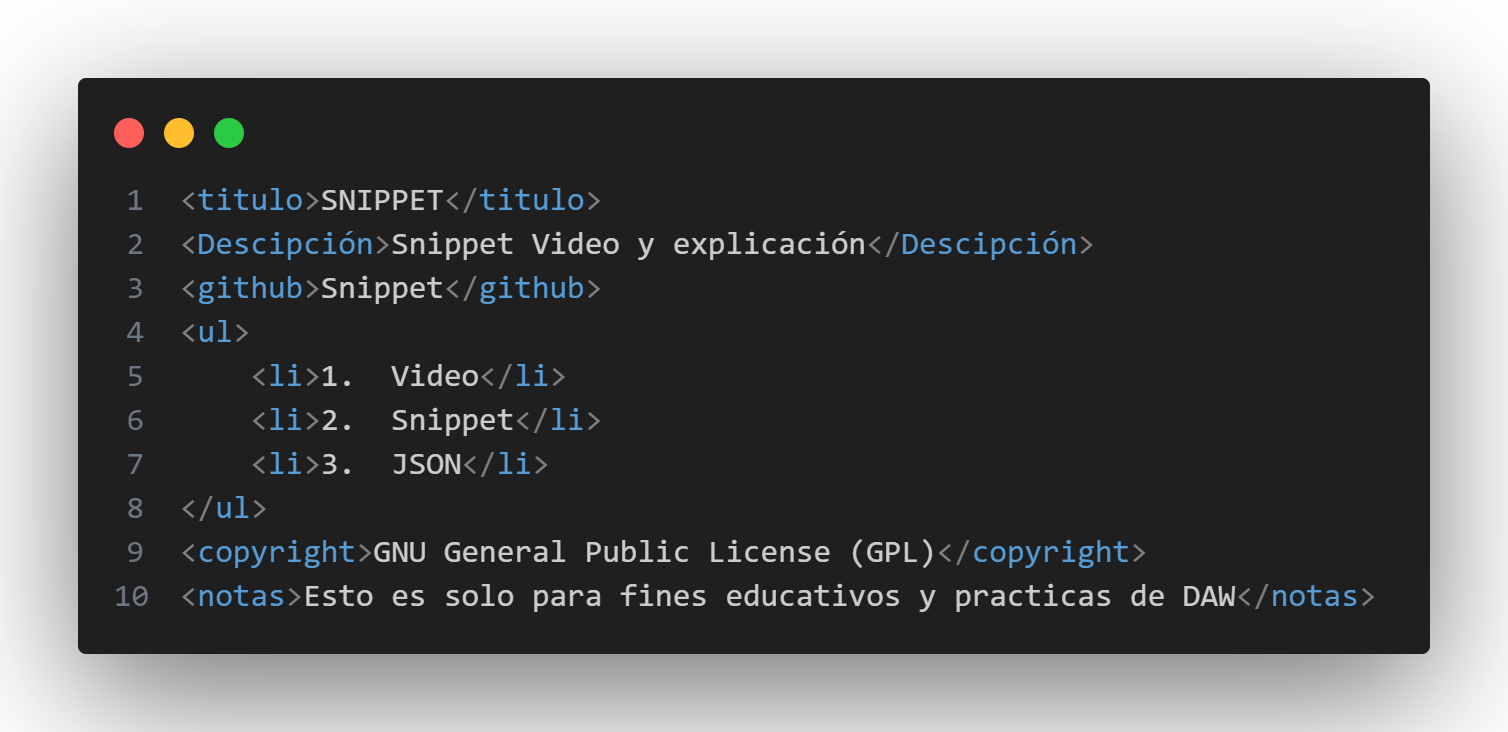 1 <titulo>SNIPPET</titulo>
2 <Descipción>Snippet Video y explicación</Descipción>
3 <github>Snippet</github>
4 <ul>
5     <li>1.  Video</li>
6     <li>2.  Snippet</li>
7     <li>3.  JSON</li>
8 </ul>
9 <copyright>GNU General Public License (GPL)</copyright>
10 <notas>Esto es solo para fines educativos y practicas de DAW</notas>